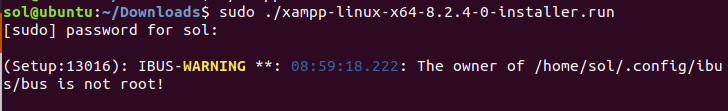 sol@ubuntu:~/Downloads$ sudo ./xampp-linux-x64-8.2.4-0-installer.run
[sudo] password for sol:
(Setup:13016): IBUS-WARNING **: 08:59:18.222: The owner of /home/sol/.config/ibu
s/bus is not root!